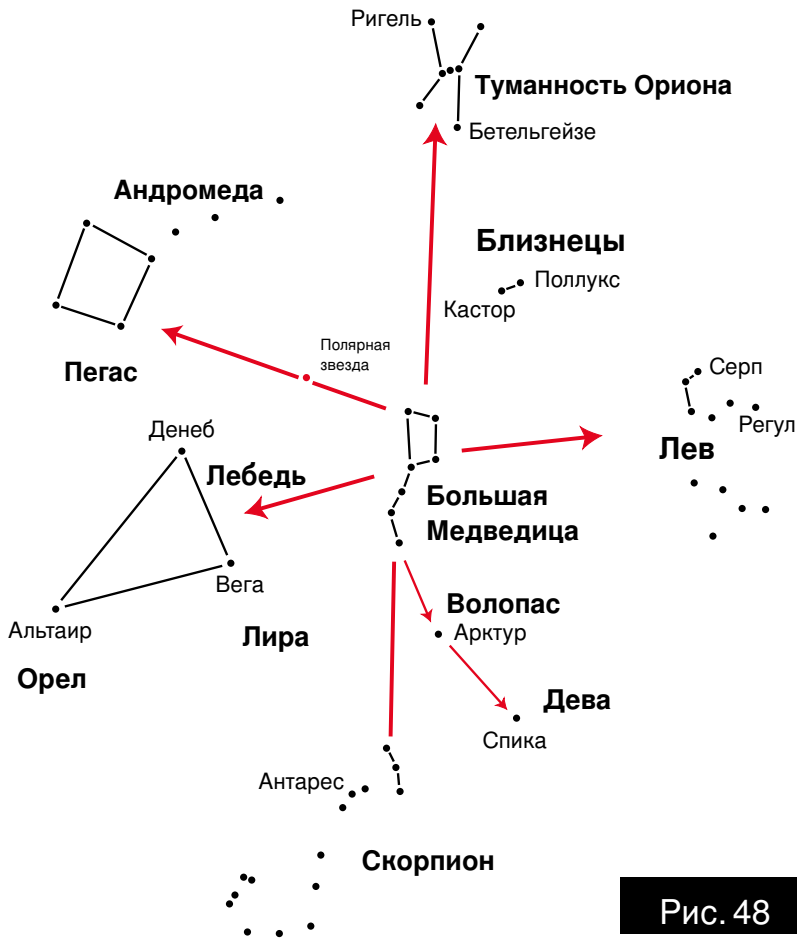 Ригель
Туманность Ориона
Бетельгейзе
Андромеда
Близнецы
Поллукс
Кастор
Полярная
звезда
Пегас
Серп
Регул
Лев
Денеб
Лебедь
Большая
Медведица
Вега
Волопас
Арктур
Альтаир
Лира
Орел
Дева
Спика
Антарес
Скорпион
Рис. 48